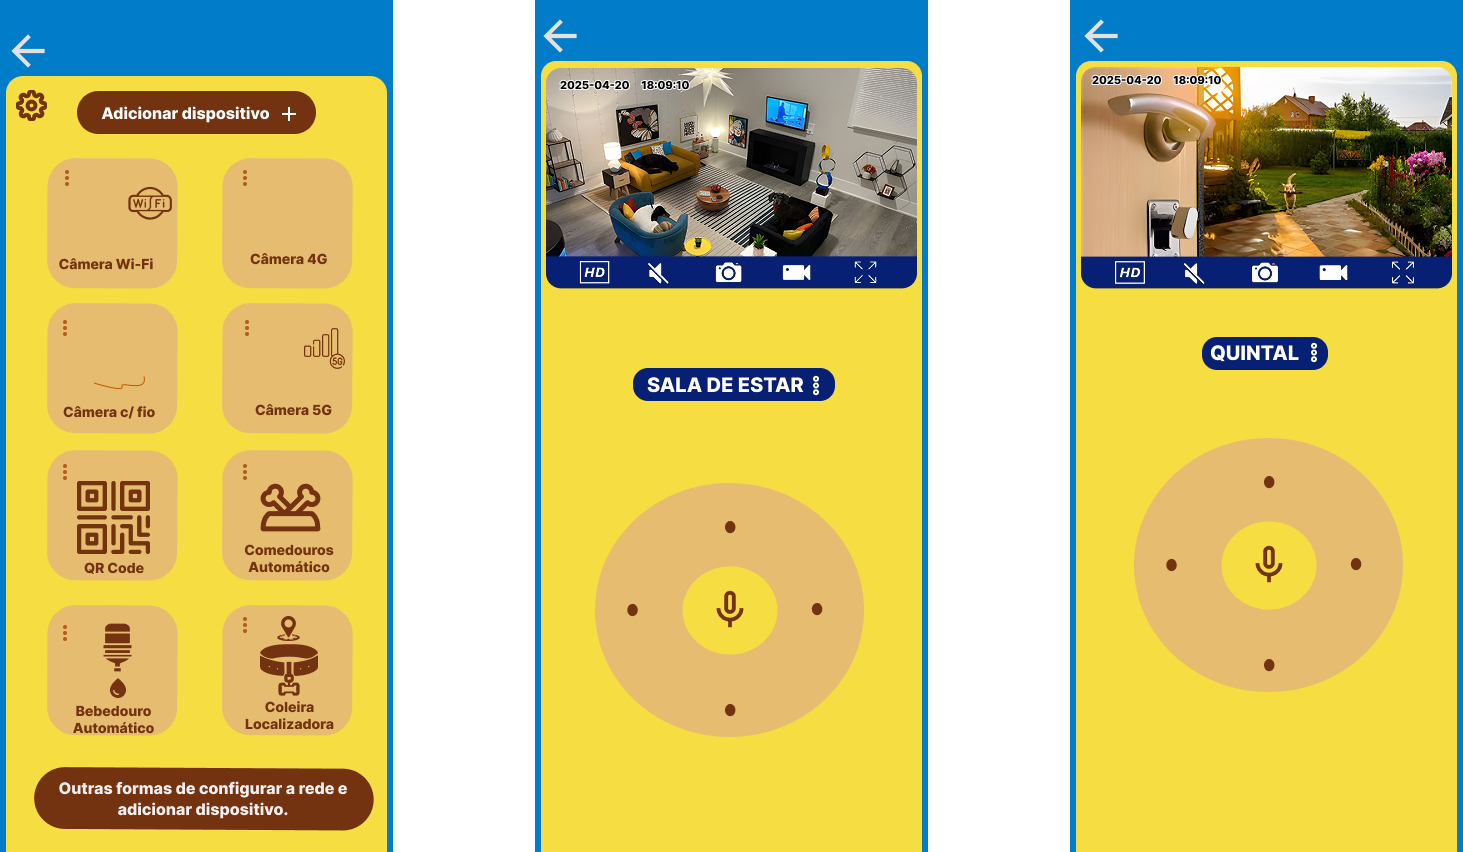 Adicionar dispositivo +
WiFi
Câmera Wi-Fi
Câmera 4G
5G
Câmera c/ fio
Câmera 5G
QR Code
Comedouros
Automático
Bebedouro
Automático
Coleira
Localizadora
Outras formas de configurar a rede e
adicionar dispositivo.
2025-04-20 18:09:10
HD
SALA DE ESTAR
2025-04-20 18:09:10
HD
QUINTAL